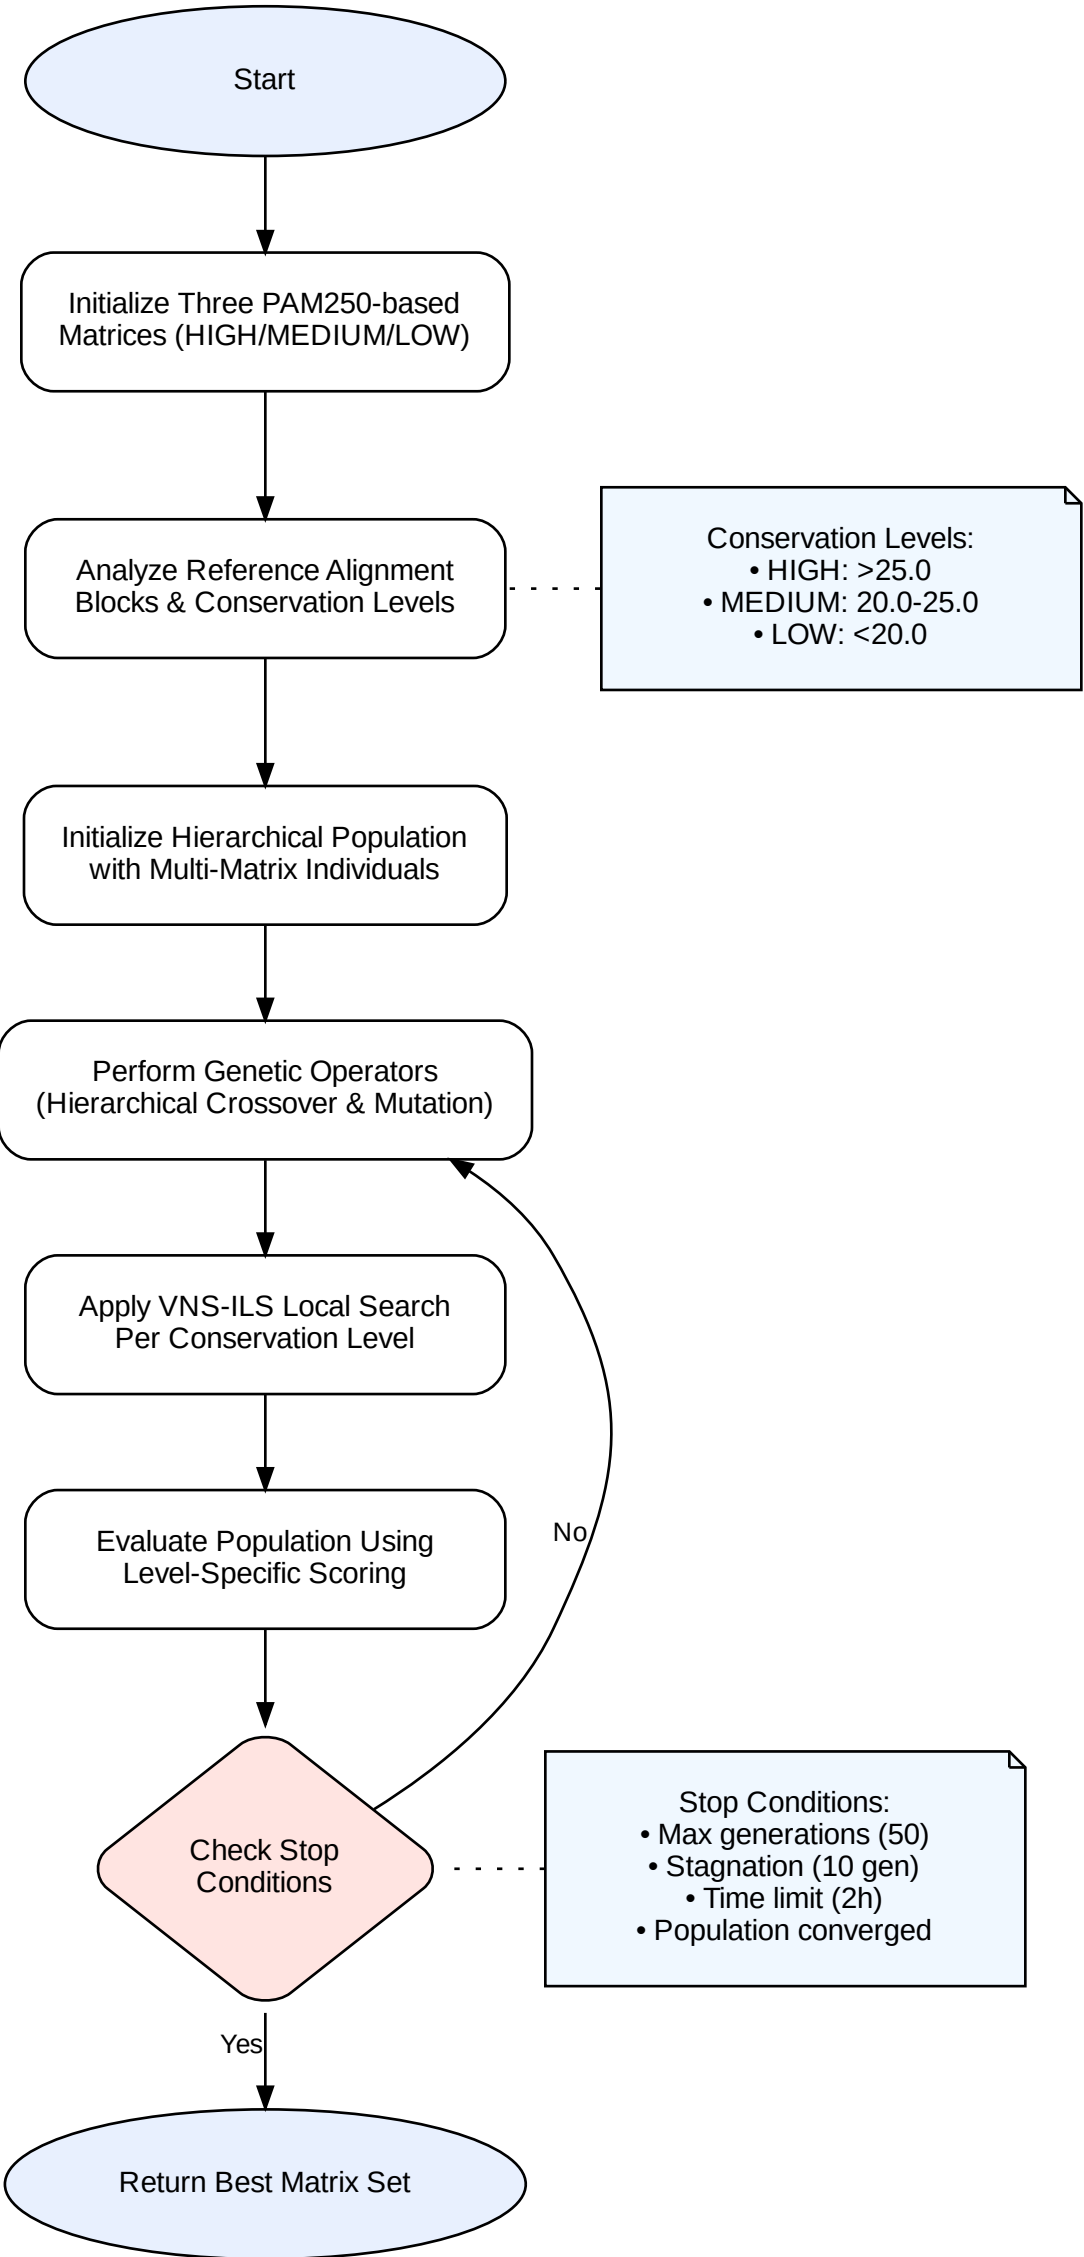 Start
Initialize Three PAM250-based
Matrices (HIGH/MEDIUM/LOW)
Analyze Reference Alignment
Blocks & Conservation Levels
Conservation Levels:
• HIGH: >25.0
• MEDIUM: 20.0-25.0
• LOW: <20.0
Initialize Hierarchical Population
with Multi-Matrix Individuals
Perform Genetic Operators
(Hierarchical Crossover & Mutation)
Apply VNS-ILS Local Search
Per Conservation Level
Evaluate Population Using
Level-Specific Scoring
No
Check Stop
Conditions
Stop Conditions:
• Max generations (50)
• Stagnation (10 gen)
• Time limit (2h)
• Population converged
Yes
Return Best Matrix Set